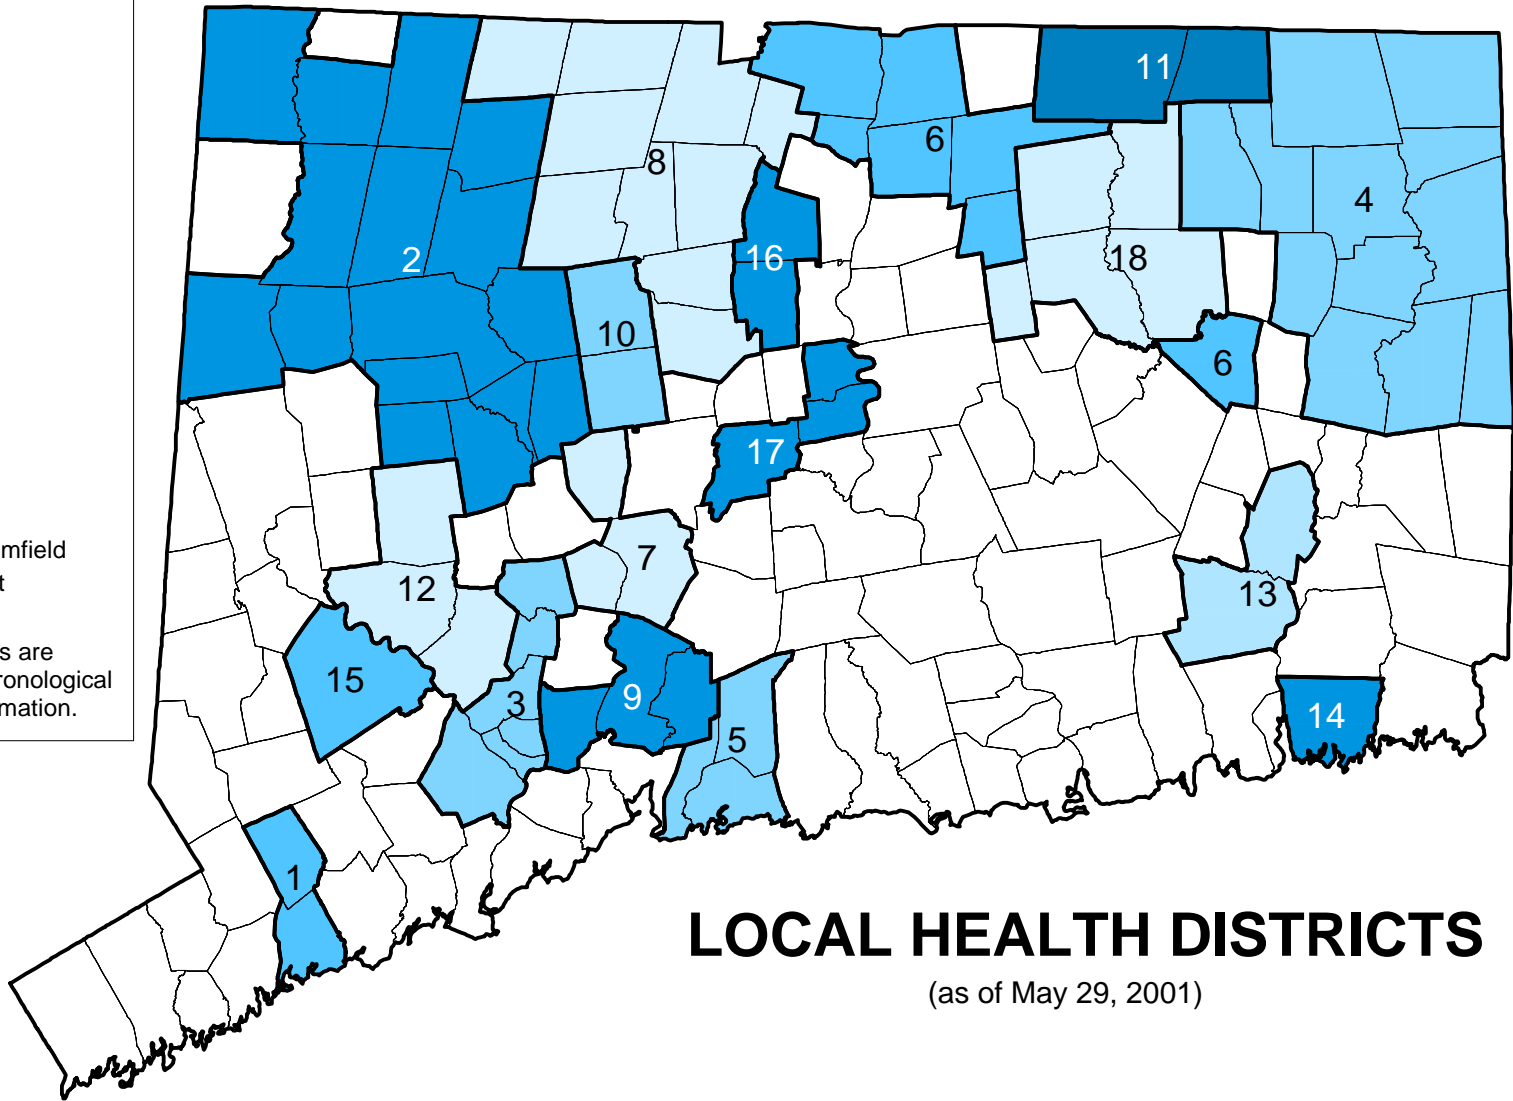 mfield
t
s are
ronological
mation.
11
6
8
4
2
16
18
10
6
17
7
12
13
15
3
9
14
5
1
LOCAL HEALTH DISTRICTS
(as of May 29, 2001)